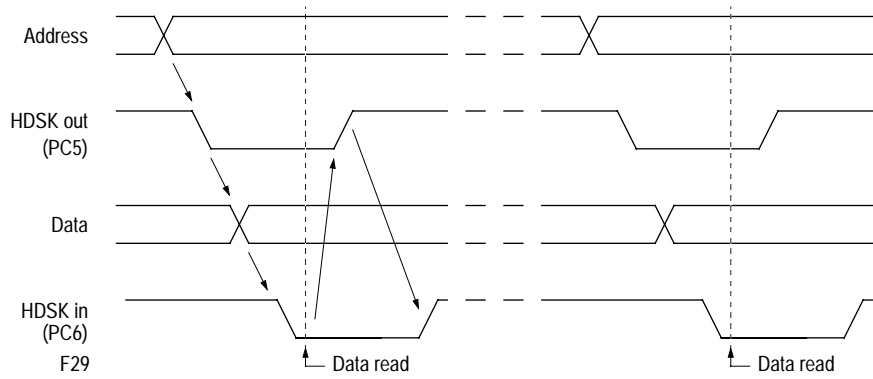 Address
HDSK out
(PC5)
Data
HDSK in
(PC6)
F29
Data read
Data read